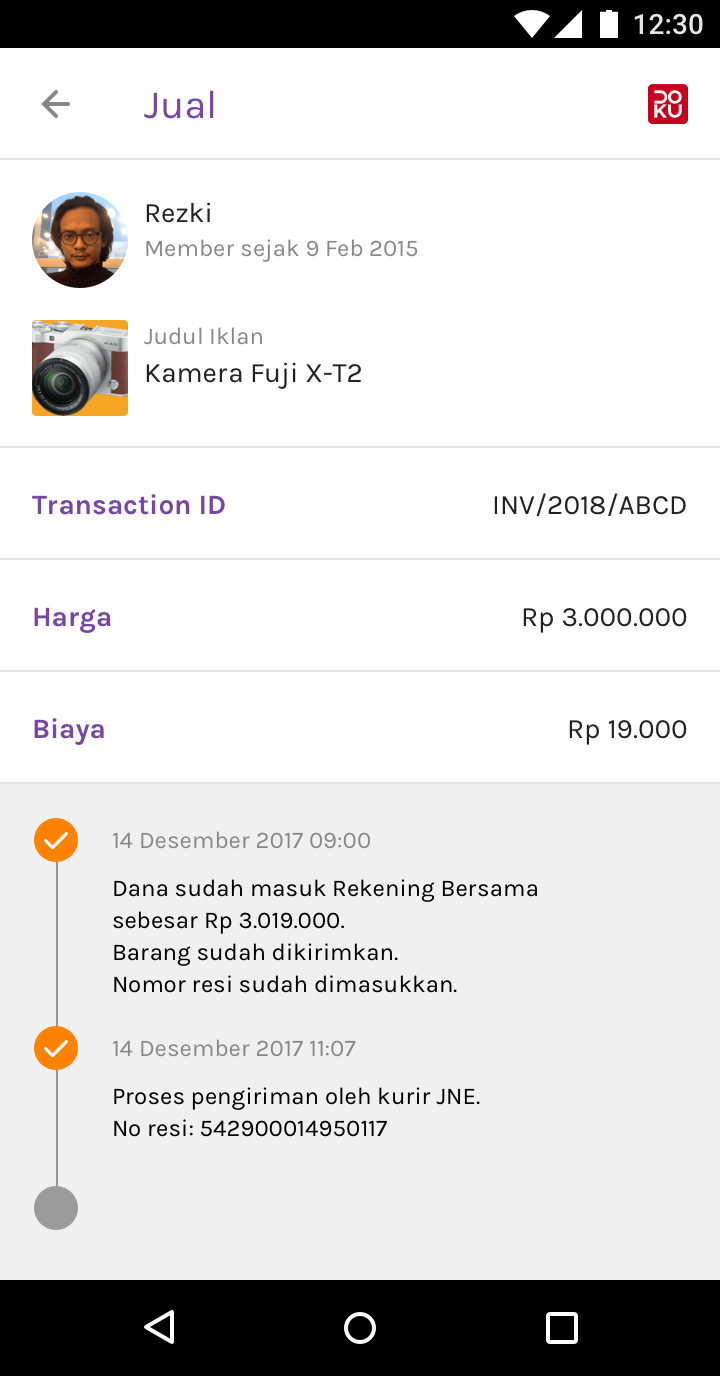 12:30
Jual
DOKU
Rezki
Member sejak 9 Feb 2015
Judul Iklan
Kamera Fuji X-T2
Transaction ID
INV/2018/ABCD
Harga
Rp 3.000.000
Biaya
Rp 19.000
14 Desember 2017 09:00
Dana sudah masuk Rekening Bersama
sebesar Rp 3.019.000.
Barang sudah dikirimkan.
Nomor resi sudah dimasukkan.
14 Desember 2017 11:07
Proses pengiriman oleh kurir JNE.
No resi: 542900014950117